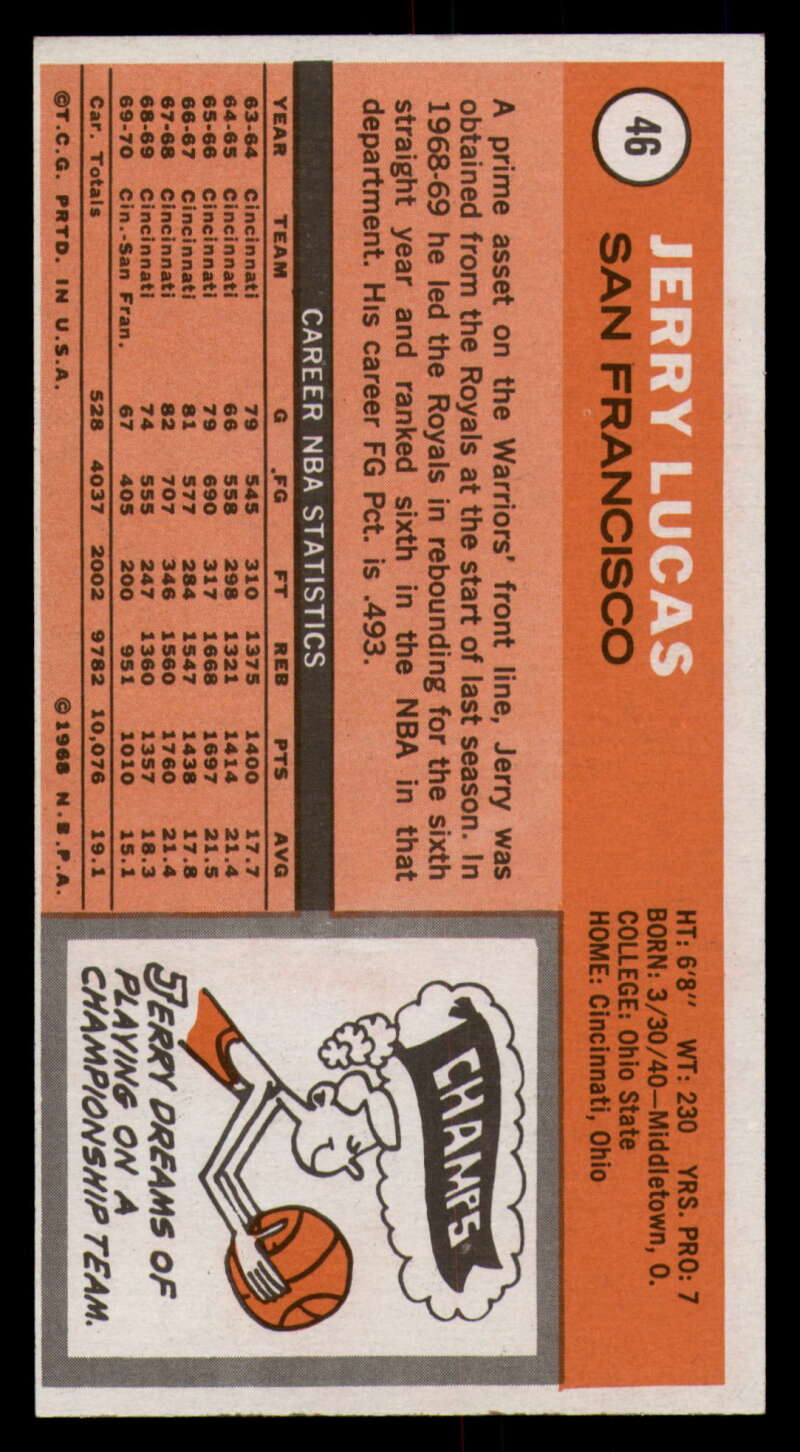 46
JERRY LUCAS
SAN FRANCISCO
HT: 6'8" WT: 230 YRS. PRO: 7
BORN: 3/30/40—Middletown, O.
COLLEGE: Ohio State
HOME: Cincinnati, Ohio
A prime asset on the Warriors' front line, Jerry was
obtained from the Royals at the start of last season. In
1968-69 he led the Royals in rebounding for the sixth
straight year and ranked sixth in the NBA in that
department. His career FG Pct. is .493.
CAREER NBA STATISTICS
YEAR TEAM G FG FT REB PTS AVG
63-64 Cincinnati 79 545 310 1375 1400 17.7
64-65 Cincinnati 66 558 298 1321 1414 21.4
65-66 Cincinnati 79 690 317 1668 1697 21.5
66-67 Cincinnati 81 577 284 1547 1438 17.8
67-68 Cincinnati 82 707 346 1560 1760 21.4
68-69 Cincinnati 74 555 247 1360 1357 18.3
69-70 Cin.-San Fran. 67 405 200 951 1010 15.1
Car. Totals 528 4037 2002 9782 10,076 19.1
©T.C.G. PRTD. IN U.S.A. ©1968 N.B.P.A.
CHAMPS
JERRY DREAMS OF
PLAYING ON A
CHAMPIONSHIP TEAM.